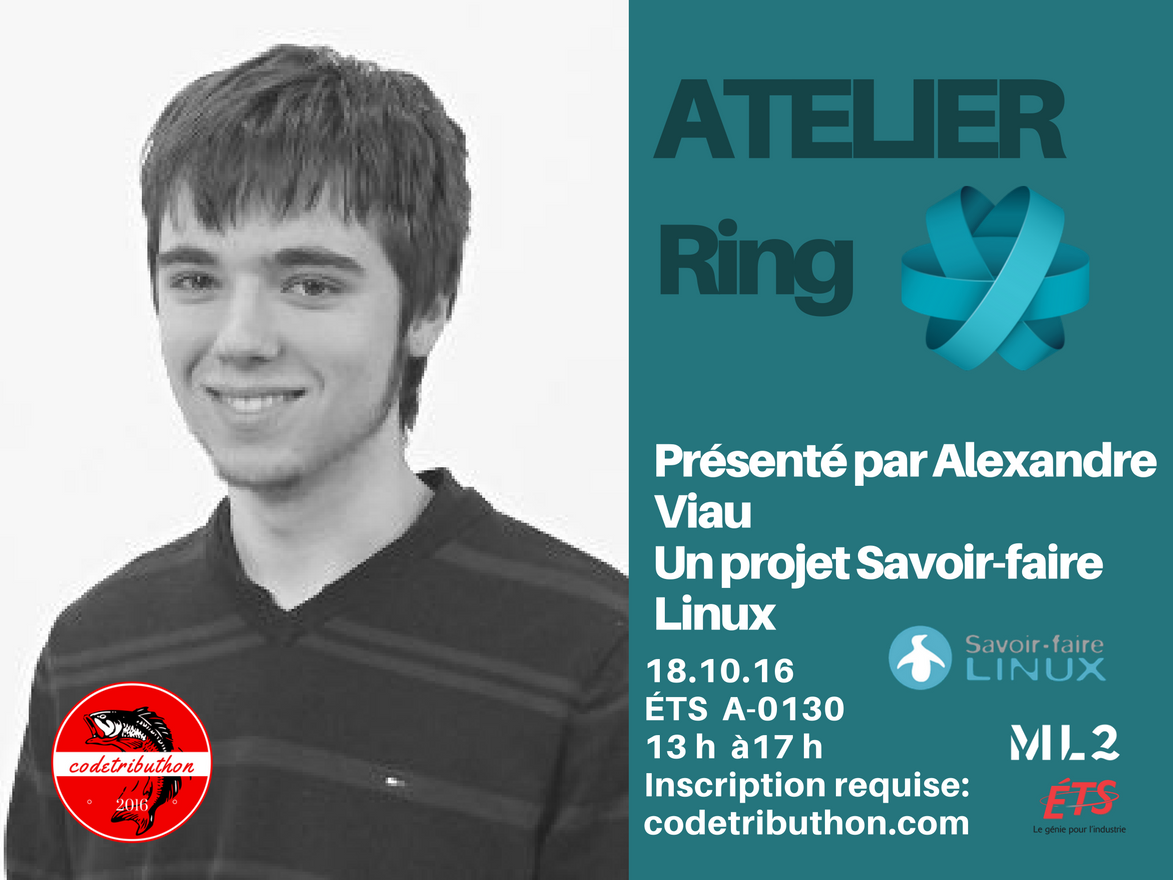 ATELIER
Ring
Présenté par Alexandre
Viau
Un projet Savoir-faire
Linux
Savoir-faire
LINUX
18.10.16
ÉTS A-0130
13 h à17 h
Inscription requise:
codetributhon.com
ML2
ÉTS
Le génie pour l'industrie
codetributhon
2016